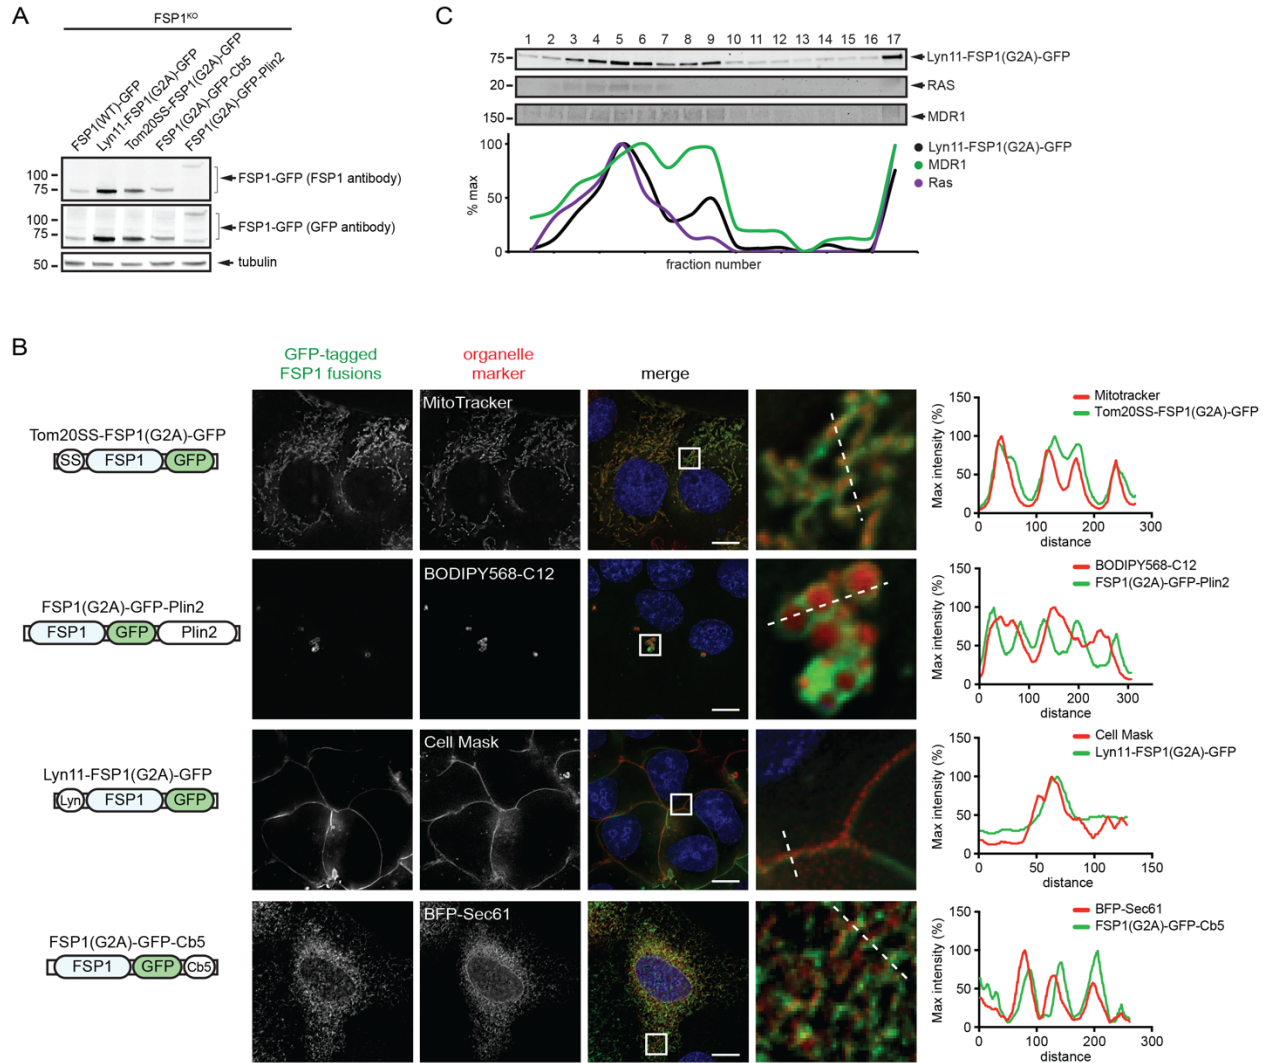 A
FSP1KO
FSP1(WT)-GFP
Lyn11-FSP1(G2A)-GFP
Tom20SS-FSP1(G2A)-GFP
FSP1(G2A)-GFP-Cb5
FSP1(G2A)-GFP-Plin2
100
75
FSP1-GFP (FSP1 antibody)
100
75
FSP1-GFP (GFP antibody)
50
tubulin
C
1 2 3 4 5 6 7 8 9 10 11 12 13 14 15 16 17
75
Lyn11-FSP1(G2A)-GFP
20
RAS
150
MDR1
100
50
0
% max
fraction number
Lyn11-FSP1(G2A)-GFP
MDR1
Ras
B
GFP-tagged
FSP1 fusions
organelle
marker
merge
Tom20SS-FSP1(G2A)-GFP
SS FSP1 GFP
MitoTracker
Mitotracker
Tom20SS-FSP1(G2A)-GFP
Max intensity (%)
150
100
50
0
0 100 200 300
distance
FSP1(G2A)-GFP-Plin2
FSP1 GFP Plin2
BODIPY568-C12
BODIPY568-C12
FSP1(G2A)-GFP-Plin2
Max intensity (%)
150
100
50
0
0 100 200 300
distance
Lyn11-FSP1(G2A)-GFP
Lyn FSP1 GFP
Cell Mask
Cell Mask
Lyn11-FSP1(G2A)-GFP
Max intensity (%)
150
100
50
0
0 50 100 150
distance
FSP1(G2A)-GFP-Cb5
FSP1 GFP Cb5
BFP-Sec61
BFP-Sec61
FSP1(G2A)-GFP-Cb5
Max intensity (%)
150
100
50
0
0 100 200 300
distance